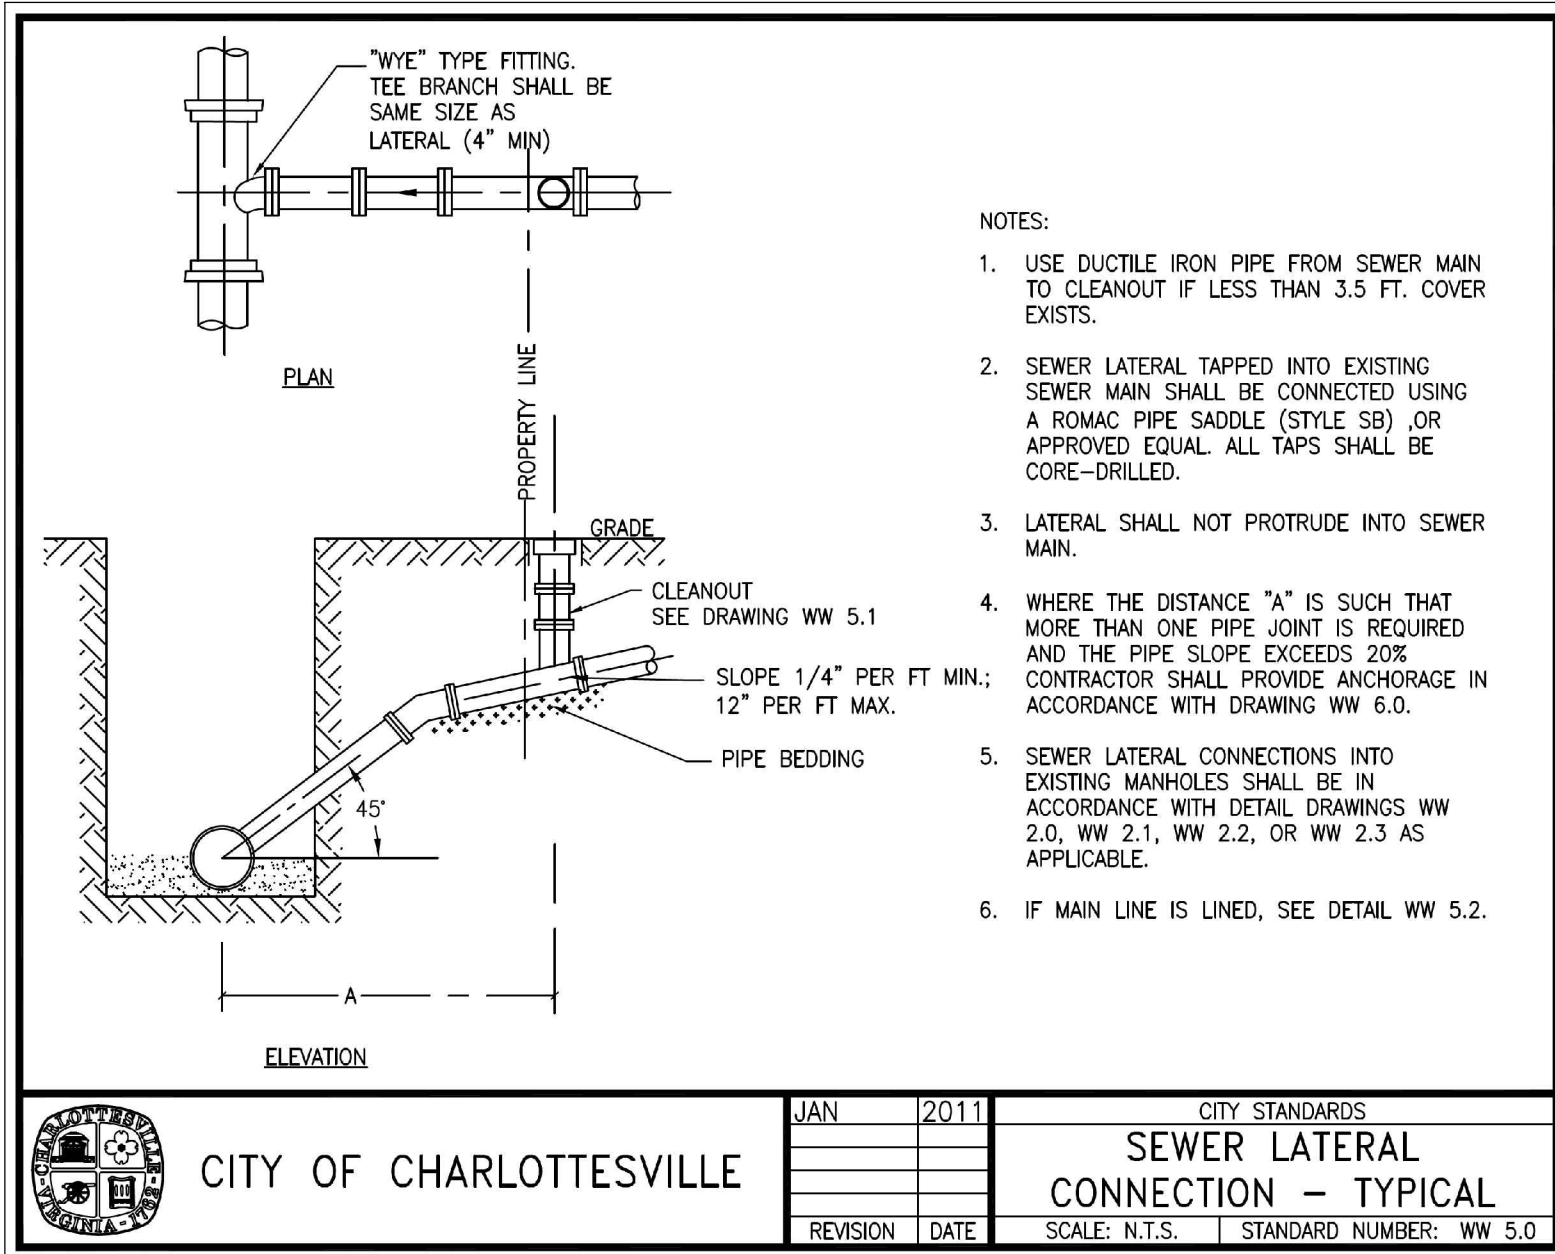 "WYE" TYPE FITTING.
TEE BRANCH SHALL BE
SAME SIZE AS
LATERAL (4" MIN)
PLAN
PROPERTY LINE
GRADE
CLEANOUT
SEE DRAWING WW 5.1
SLOPE 1/4" PER FT MIN.;
12" PER FT MAX.
PIPE BEDDING
45°
A
ELEVATION
NOTES:
1. USE DUCTILE IRON PIPE FROM SEWER MAIN
TO CLEANOUT IF LESS THAN 3.5 FT. COVER
EXISTS.
2. SEWER LATERAL TAPPED INTO EXISTING
SEWER MAIN SHALL BE CONNECTED USING
A ROMAC PIPE SADDLE (STYLE SB) ,OR
APPROVED EQUAL. ALL TAPS SHALL BE
CORE-DRILLED.
3. LATERAL SHALL NOT PROTRUDE INTO SEWER
MAIN.
4. WHERE THE DISTANCE "A" IS SUCH THAT
MORE THAN ONE PIPE JOINT IS REQUIRED
AND THE PIPE SLOPE EXCEEDS 20%
CONTRACTOR SHALL PROVIDE ANCHORAGE IN
ACCORDANCE WITH DRAWING WW 6.0.
5. SEWER LATERAL CONNECTIONS INTO
EXISTING MANHOLES SHALL BE IN
ACCORDANCE WITH DETAIL DRAWINGS WW
2.0, WW 2.1, WW 2.2, OR WW 2.3 AS
APPLICABLE.
6. IF MAIN LINE IS LINED, SEE DETAIL WW 5.2.
CHARLOTTESVILLE
VIRGINIA - 1762
CITY OF CHARLOTTESVILLE
JAN 2011
REVISION DATE
CITY STANDARDS
SEWER LATERAL
CONNECTION - TYPICAL
SCALE: N.T.S. STANDARD NUMBER: WW 5.0